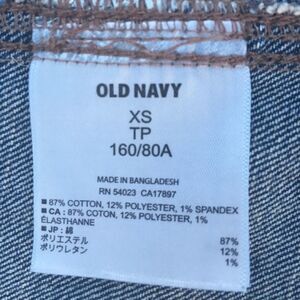 OLD NAVY
XS
TP
160/80A
MADE IN BANGLADESH
RN 54023 CA17897
■ 87% COTTON, 12% POLYESTER, 1% SPANDEX
■ CA : 87% COTON, 12% POLYESTER, 1%
ÉLASTHANNE
■ JP : 綿 87%
ポリエステル 12%
ポリウレタン 1%